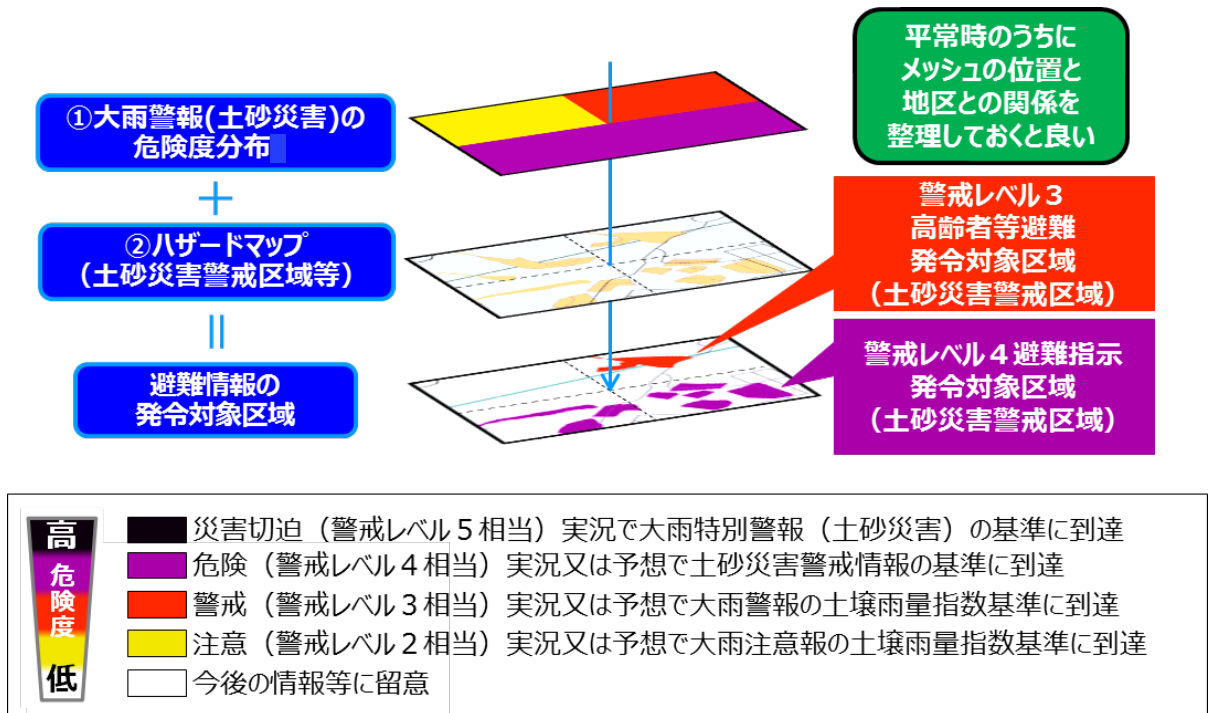 ①大雨警報(土砂災害)の
危険度分布
＋
②ハザードマップ
（土砂災害警戒区域等）
＝
避難情報の
発令対象区域
平常時のうちに
メッシュの位置と
地区との関係を
整理しておくと良い
警戒レベル３
高齢者等避難
発令対象区域
（土砂災害警戒区域）
警戒レベル４避難指示
発令対象区域
（土砂災害警戒区域）
高
危険度
低
災害切迫（警戒レベル５相当）実況で大雨特別警報（土砂災害）の基準に到達
危険（警戒レベル４相当）実況又は予想で土砂災害警戒情報の基準に到達
警戒（警戒レベル３相当）実況又は予想で大雨警報の土壌雨量指数基準に到達
注意（警戒レベル２相当）実況又は予想で大雨注意報の土壌雨量指数基準に到達
今後の情報等に留意